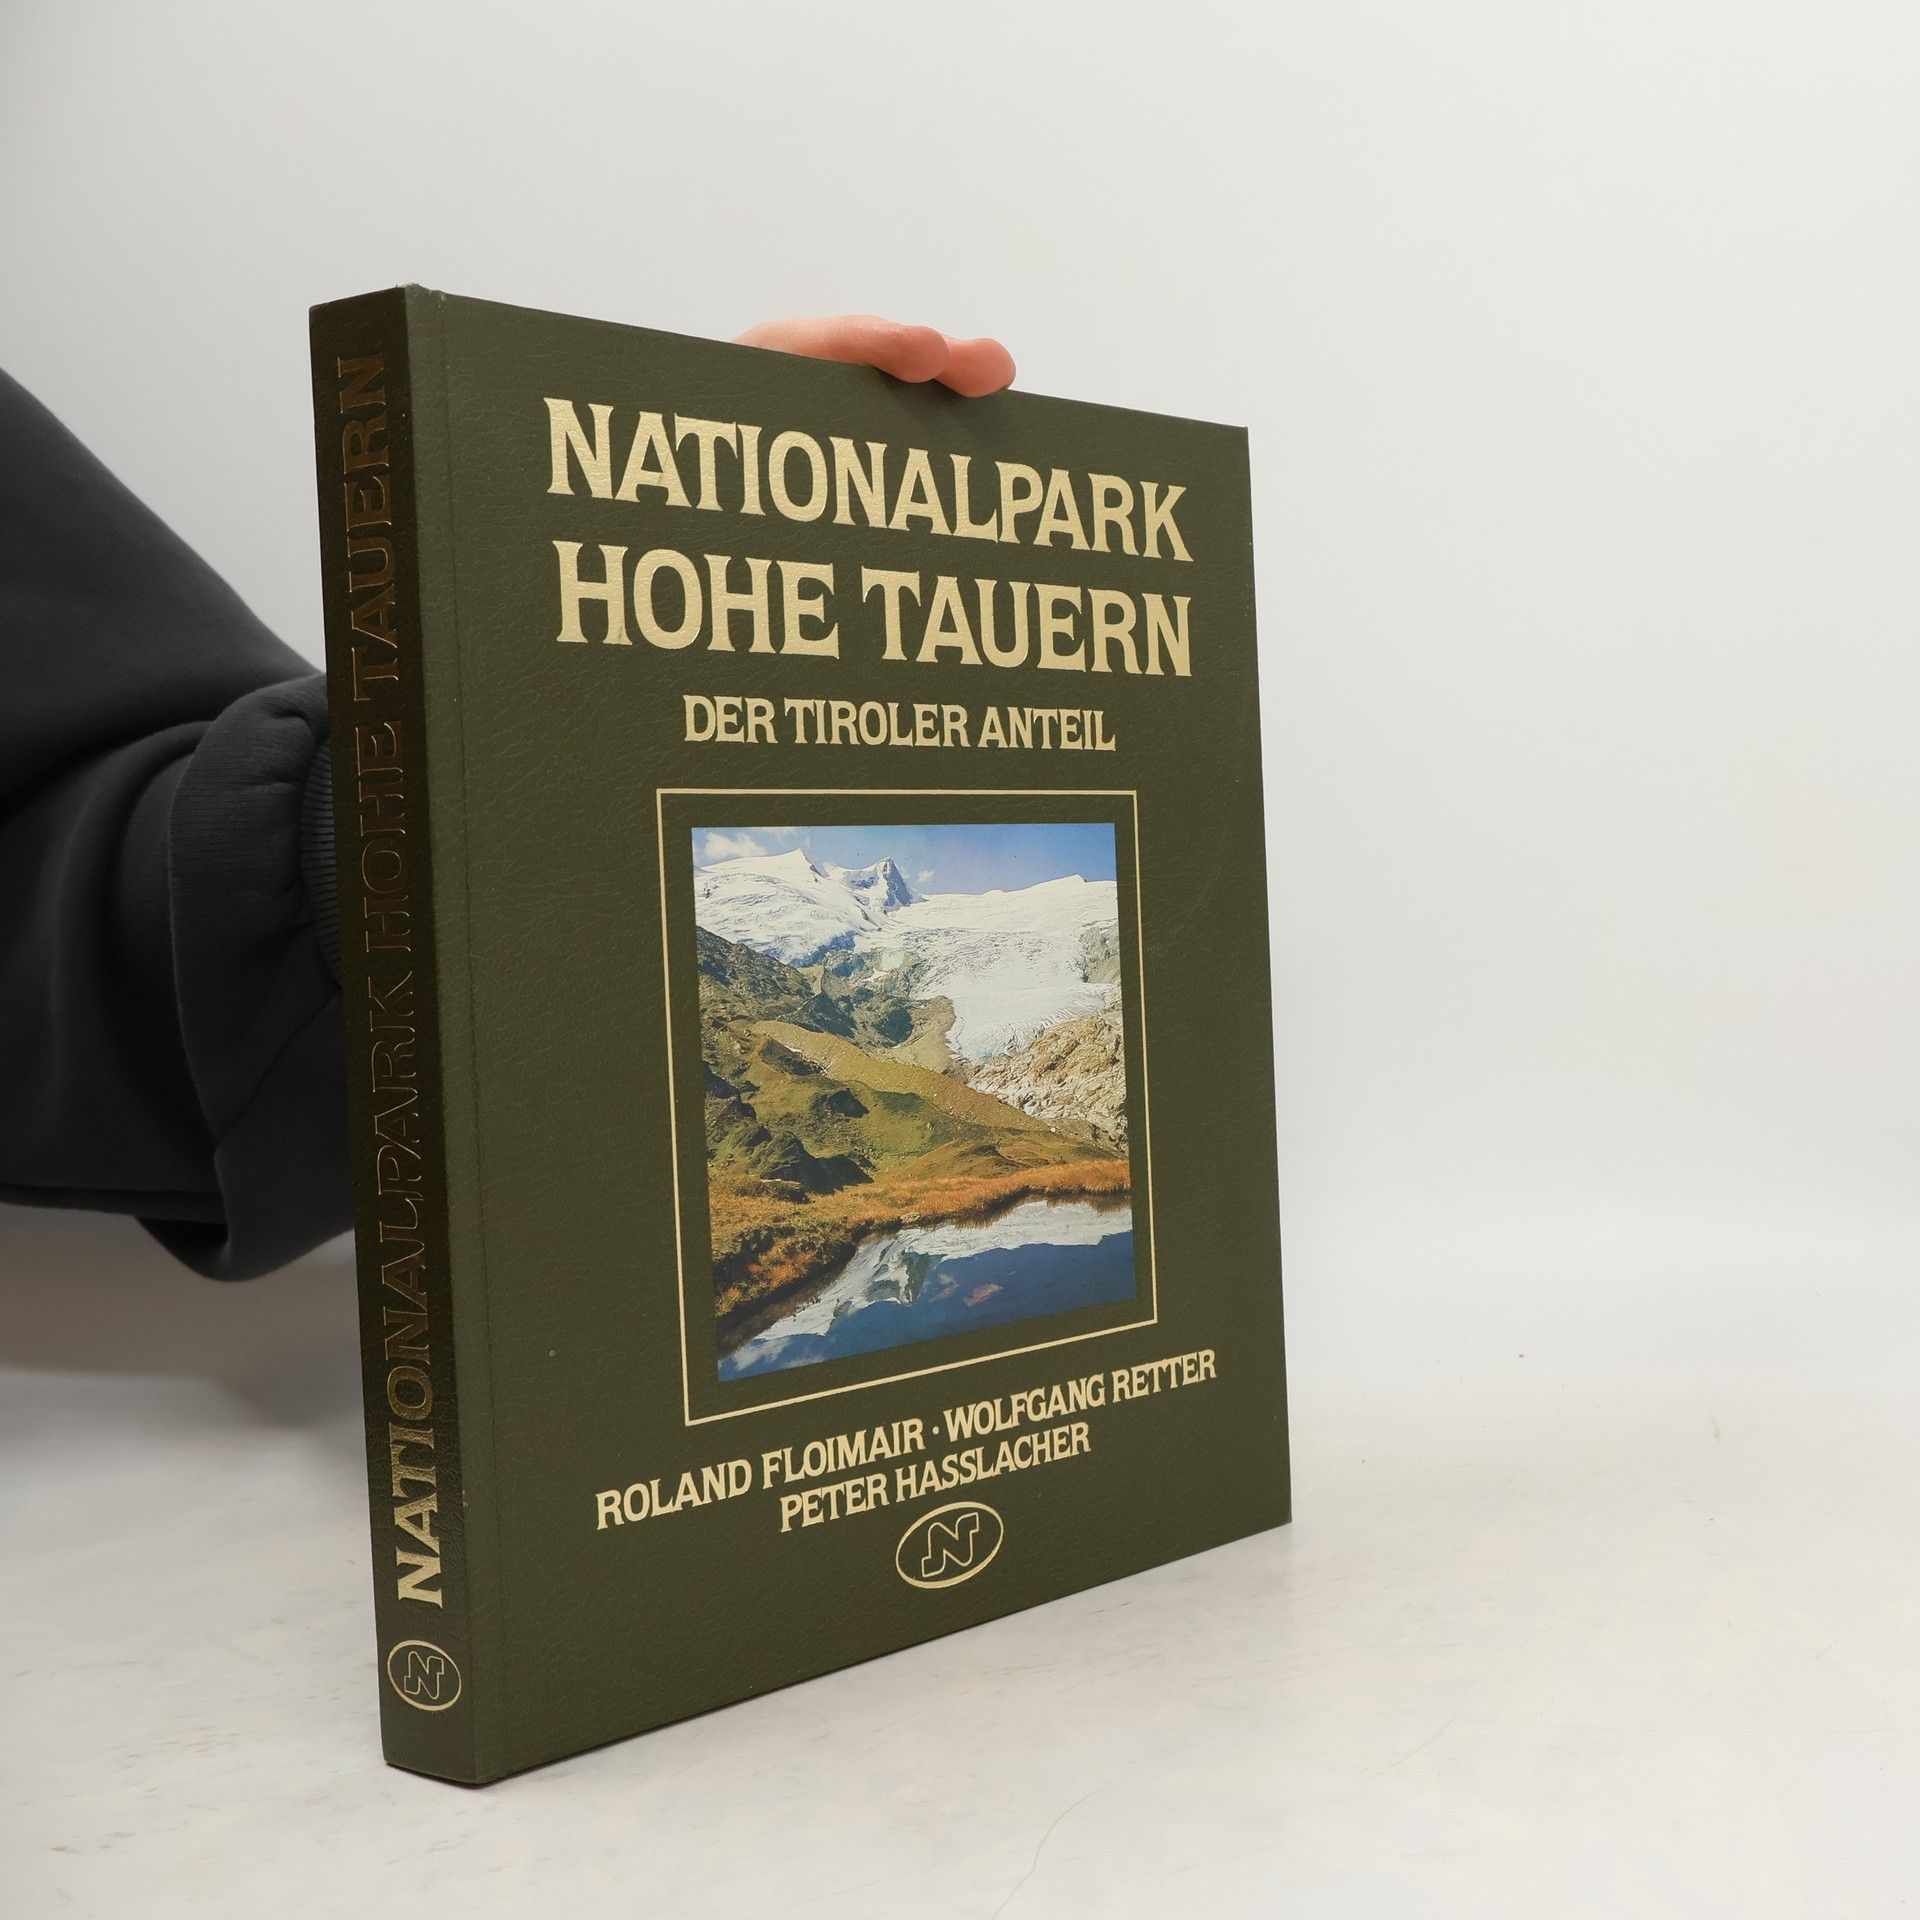 NATIONALPARK HOHE TAUERN
N
NATIONALPARK
HOHE TAUERN
DER TIROLER ANTEIL
ROLAND FLOIMAIR · WOLFGANG RETTER
PETER HASSLACHER
N